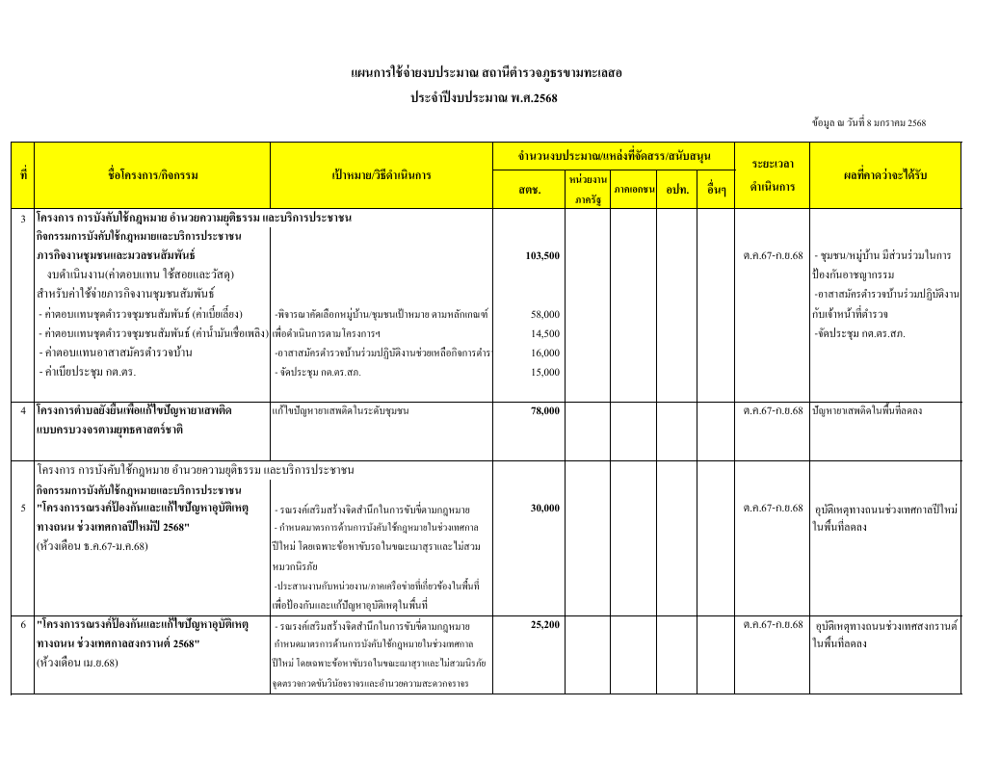 แผนการใช้จ่ายงบประมาณ สถานีตำรวจภูธรขามทะเลสอ
ประจำปีงบประมาณ พ.ศ.2568
ข้อมูล ณ วันที่ 8 มกราคม 2568
ที่ ชื่อโครงการ/กิจกรรม เป้าหมาย/วิธีดำเนินการ จำนวนงบประมาณ/แหล่งที่จัดสรร/สนับสนุน ระยะเวลา ผลที่คาดว่าจะได้รับ
สตช. หน่วยงาน ภาคเอกชน อปท. อื่นๆ ดำเนินการ
ภาครัฐ
3 โครงการ การบังคับใช้กฎหมาย อำนวยความยุติธรรม และบริการประชาชน
กิจกรรมการบังคับใช้กฎหมายและบริการประชาชน
ภารกิจงานชุมชนและมวลชนสัมพันธ์ 103,500 ต.ค.67-ก.ย.68 - ชุมชน/หมู่บ้าน มีส่วนร่วมในการ
งบดำเนินงาน(ค่าตอบแทน ใช้สอยและวัสดุ) ป้องกันอาชญากรรม
สำหรับค่าใช้จ่ายภารกิจงานชุมชนสัมพันธ์ -อาสาสมัครตำรวจบ้านร่วมปฏิบัติงาน
- ค่าตอบแทนชุดตำรวจชุมชนสัมพันธ์ (ค่าเบี้ยเลี้ยง) -พิจารณาคัดเลือกหมู่บ้าน/ชุมชนเป้าหมาย ตามหลักเกณฑ์ 58,000 กับเจ้าหน้าที่ตำรวจ
- ค่าตอบแทนชุดตำรวจชุมชนสัมพันธ์ (ค่าน้ำมันเชื้อเพลิง) เพื่อดำเนินการตามโครงการฯ 14,500 -จัดประชุม กต.ตร.สภ.
- ค่าตอบแทนอาสาสมัครตำรวจบ้าน -อาสาสมัครตำรวจบ้านร่วมปฏิบัติงานช่วยเหลือกิจการตำร 16,000
- ค่าเบี้ยประชุม กต.ตร. - จัดประชุม กต.ตร.สภ. 15,000
4 โครงการตำบลยั่งยืนเพื่อแก้ไขปัญหายาเสพติด แก้ไขปัญหายาเสพติดในระดับชุมชน 78,000 ต.ค.67-ก.ย.68 ปัญหายาเสพติดในพื้นที่ลดลง
แบบครบวงจรตามยุทธศาสตร์ชาติ
โครงการ การบังคับใช้กฎหมาย อำนวยความยุติธรรม และบริการประชาชน
กิจกรรมการบังคับใช้กฎหมายและบริการประชาชน
5 "โครงการรณรงค์ป้องกันและแก้ไขปัญหาอุบัติเหตุ - รณรงค์เสริมสร้างจิตสำนึกในการขับขี่ตามกฎหมาย 30,000 ต.ค.67-ก.ย.68 อุบัติเหตุทางถนนช่วงเทศกาลปีใหม่
ทางถนน ช่วงเทศกาลปีใหม่ปี 2568" - กำหนดมาตรการด้านการบังคับใช้กฎหมายในช่วงเทศกาล ในพื้นที่ลดลง
(ห้วงเดือน ธ.ค.67-ม.ค.68) ปีใหม่ โดยเฉพาะข้อหาขับรถในขณะเมาสุราและไม่สวม
หมวกนิรภัย
-ประสานงานกับหน่วยงาน/ภาคเครือข่ายที่เกี่ยวข้องในพื้นที่
เพื่อป้องกันและแก้ปัญหาอุบัติเหตุในพื้นที่
6 "โครงการรณรงค์ป้องกันและแก้ไขปัญหาอุบัติเหตุ - รณรงค์เสริมสร้างจิตสำนึกในการขับขี่ตามกฎหมาย 25,200 ต.ค.67-ก.ย.68 อุบัติเหตุทางถนนช่วงเทศสงกรานต์
ทางถนน ช่วงเทศกาลสงกรานต์ 2568" กำหนดมาตรการด้านการบังคับใช้กฎหมายในช่วงเทศกาล ในพื้นที่ลดลง
(ห้วงเดือน เม.ย.68) ปีใหม่ โดยเฉพาะข้อหาขับรถในขณะเมาสุราและไม่สวมนิรภัย
จุดตรวจกวดขันวินัยจราจรและอำนวยความสะดวกจราจร